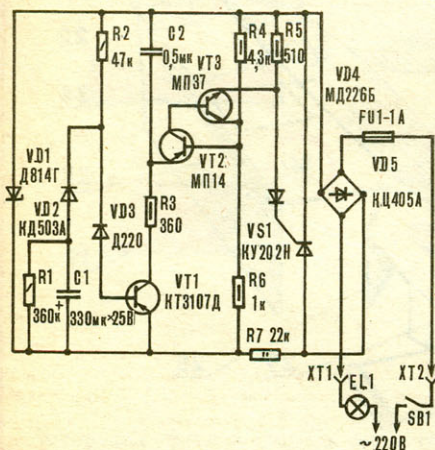 R2
47к
C2
0,5мк
R4
4,3к
R5
510
VT3
МП37
VD4
МД226Б
FU1-1А
VD1
Д814Г
VD2
КД503А
VT2
МП14
VD5
КЦ405А
VD3
Д220
R3
360
VS1
КУ202Н
R1
360к
C1
+
330мк×25В
VT1
КТ3107Д
R6
1к
R7 22к
XT1
EL1
XT2
SB1
~220В